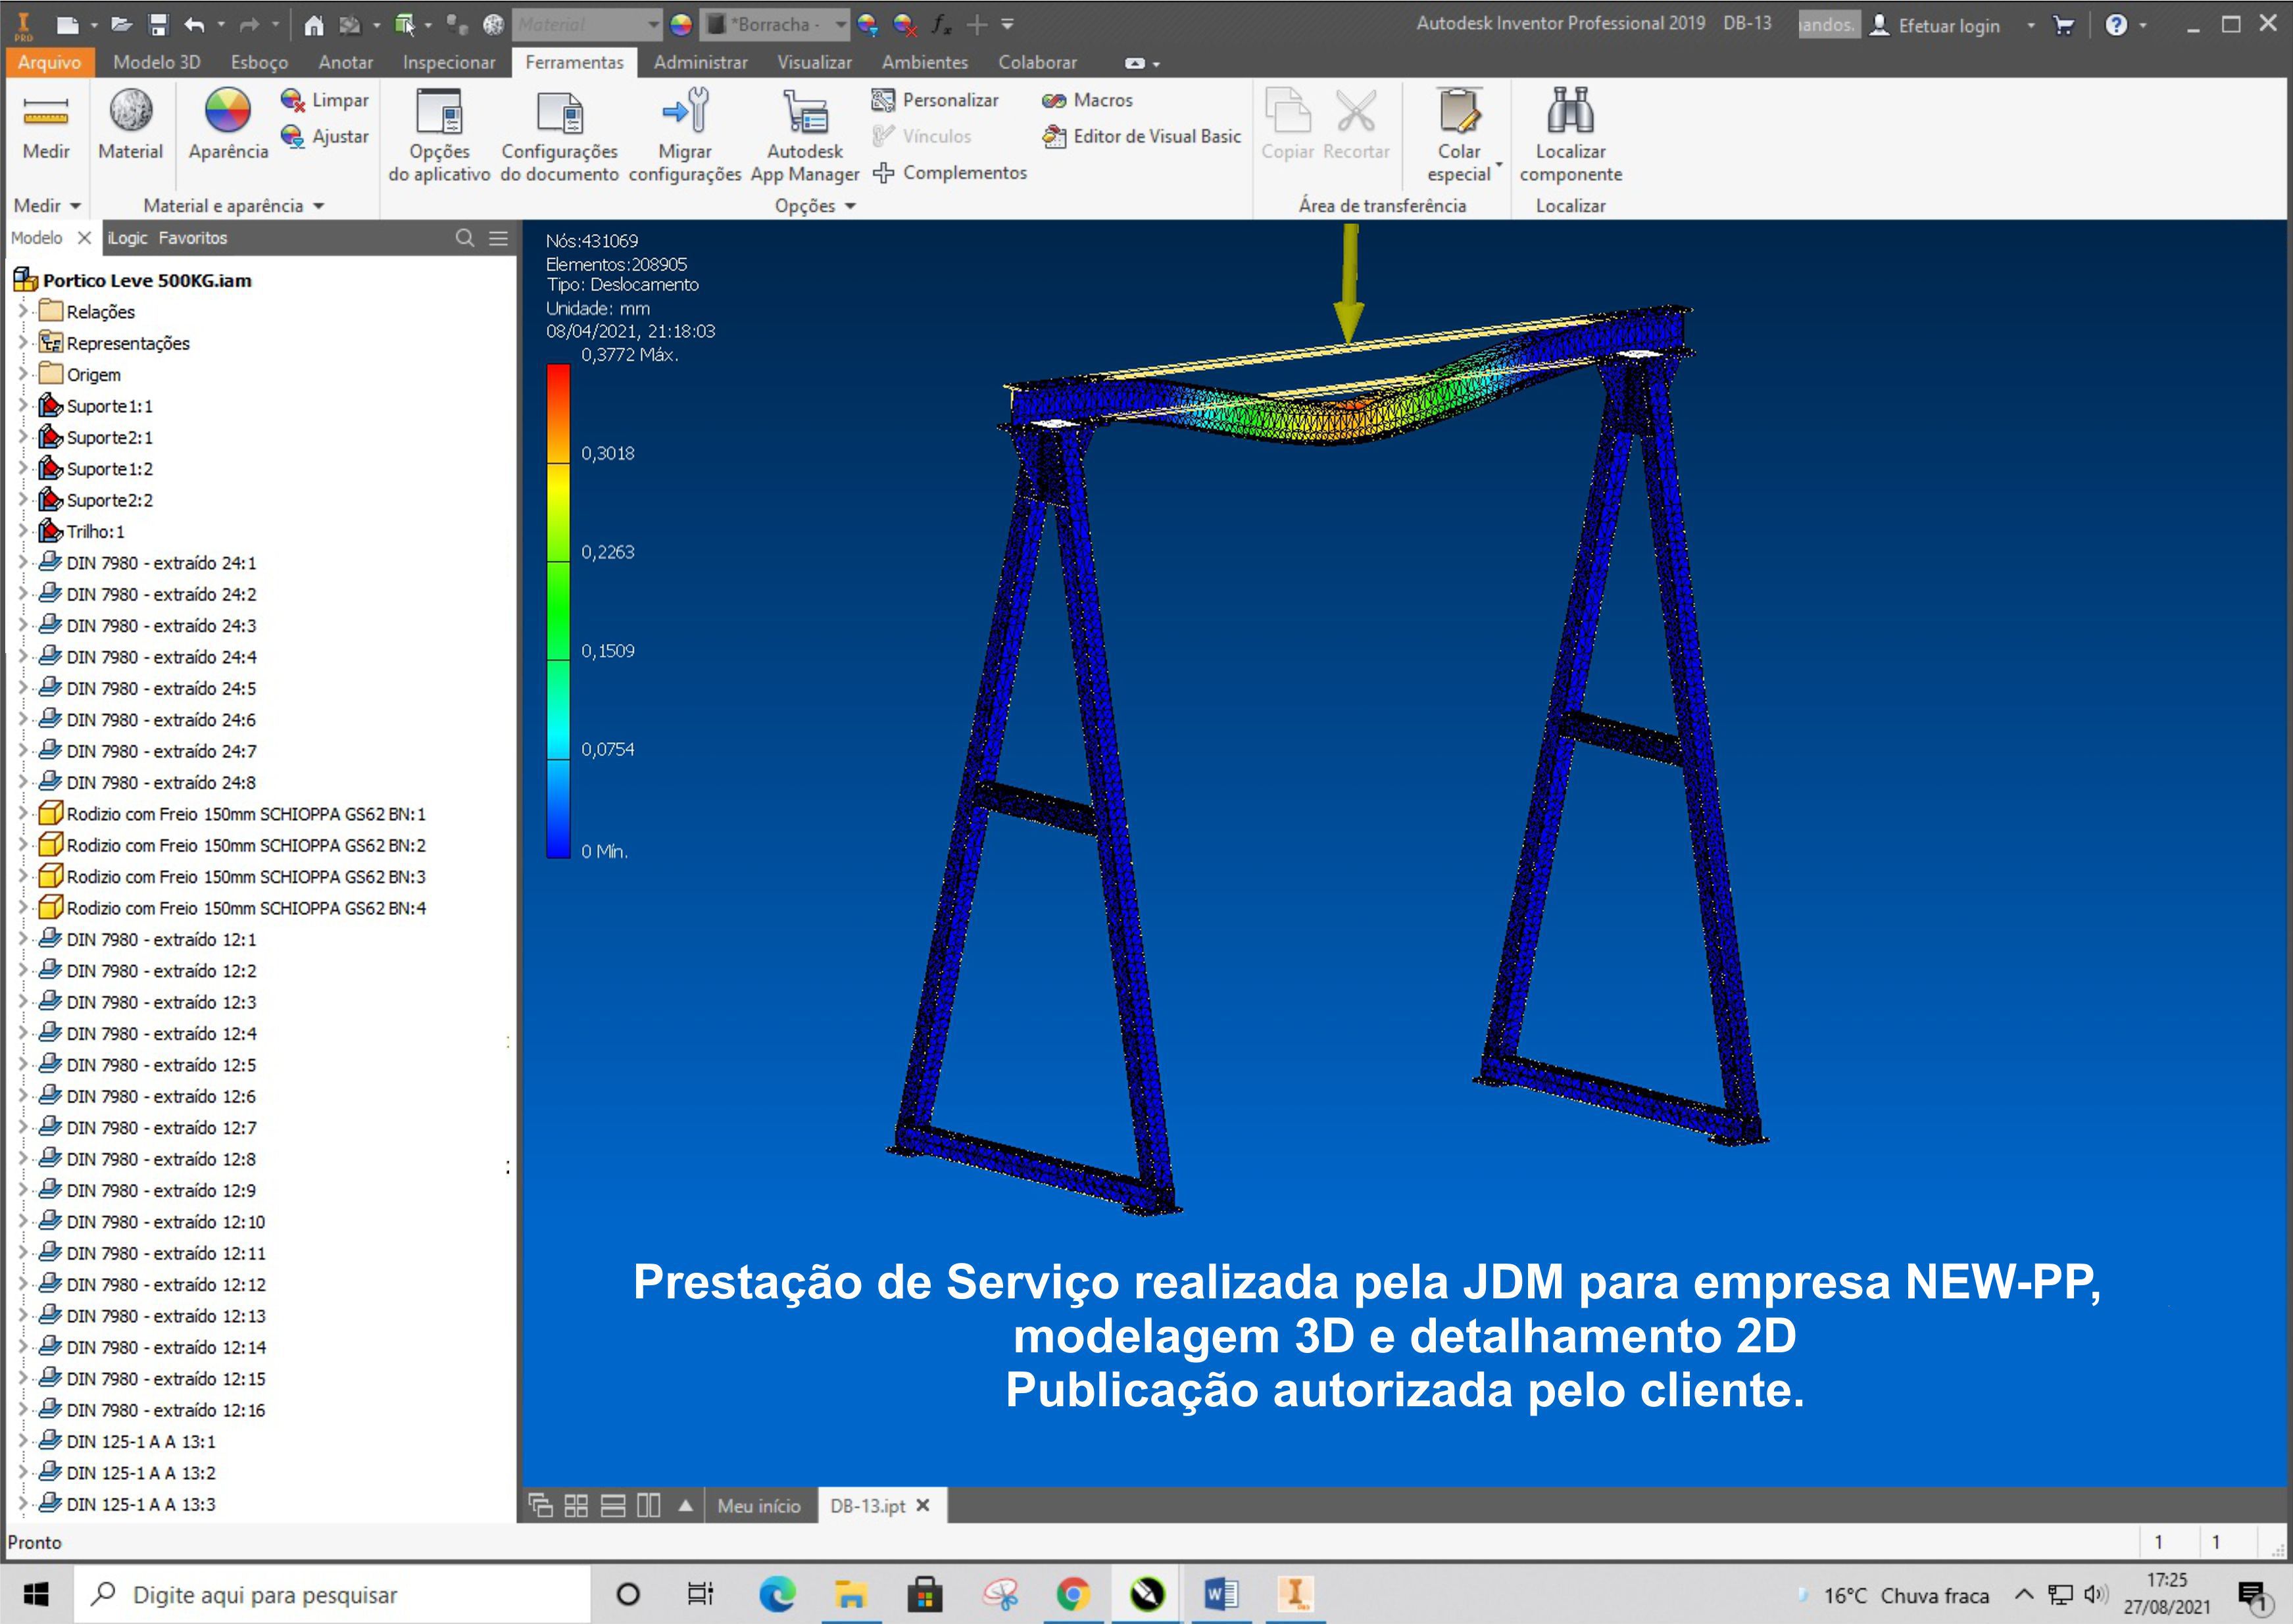 PRO
Material
*Borracha -
Autodesk Inventor Professional 2019 DB-13
Efetuar login
Arquivo Modelo 3D Esboço Anotar Inspecionar Ferramentas Administrar Visualizar Ambientes Colaborar
Medir
Material
Aparência
Limpar
Ajustar
Opções
do aplicativo
Configurações
do documento
Migrar
configurações
Autodesk
App Manager
Personalizar
Vínculos
Complementos
Macros
Editor de Visual Basic
Copiar Recortar
Colar
especial
Localizar
componente
Medir
Material e aparência
Opções
Área de transferência
Localizar
Modelo iLogic Favoritos
Portico Leve 500KG.iam
Relações
Representações
Origem
Suporte1:1
Suporte2:1
Suporte1:2
Suporte2:2
Trilho:1
DIN 7980 - extraído 24:1
DIN 7980 - extraído 24:2
DIN 7980 - extraído 24:3
DIN 7980 - extraído 24:4
DIN 7980 - extraído 24:5
DIN 7980 - extraído 24:6
DIN 7980 - extraído 24:7
DIN 7980 - extraído 24:8
Rodizio com Freio 150mm SCHIOPPA GS62 BN:1
Rodizio com Freio 150mm SCHIOPPA GS62 BN:2
Rodizio com Freio 150mm SCHIOPPA GS62 BN:3
Rodizio com Freio 150mm SCHIOPPA GS62 BN:4
DIN 7980 - extraído 12:1
DIN 7980 - extraído 12:2
DIN 7980 - extraído 12:3
DIN 7980 - extraído 12:4
DIN 7980 - extraído 12:5
DIN 7980 - extraído 12:6
DIN 7980 - extraído 12:7
DIN 7980 - extraído 12:8
DIN 7980 - extraído 12:9
DIN 7980 - extraído 12:10
DIN 7980 - extraído 12:11
DIN 7980 - extraído 12:12
DIN 7980 - extraído 12:13
DIN 7980 - extraído 12:14
DIN 7980 - extraído 12:15
DIN 7980 - extraído 12:16
DIN 125-1 A A 13:1
DIN 125-1 A A 13:2
DIN 125-1 A A 13:3
Nós:431069
Elementos:208905
Tipo: Deslocamento
Unidade: mm
08/04/2021, 21:18:03
0,3772 Máx.
0,3018
0,2263
0,1509
0,0754
0 Mín.
Prestação de Serviço realizada pela JDM para empresa NEW-PP,
modelagem 3D e detalhamento 2D
Publicação autorizada pelo cliente.
Meu início DB-13.ipt
Pronto
1 1
Digite aqui para pesquisar
16°C Chuva fraca
17:25
27/08/2021
1